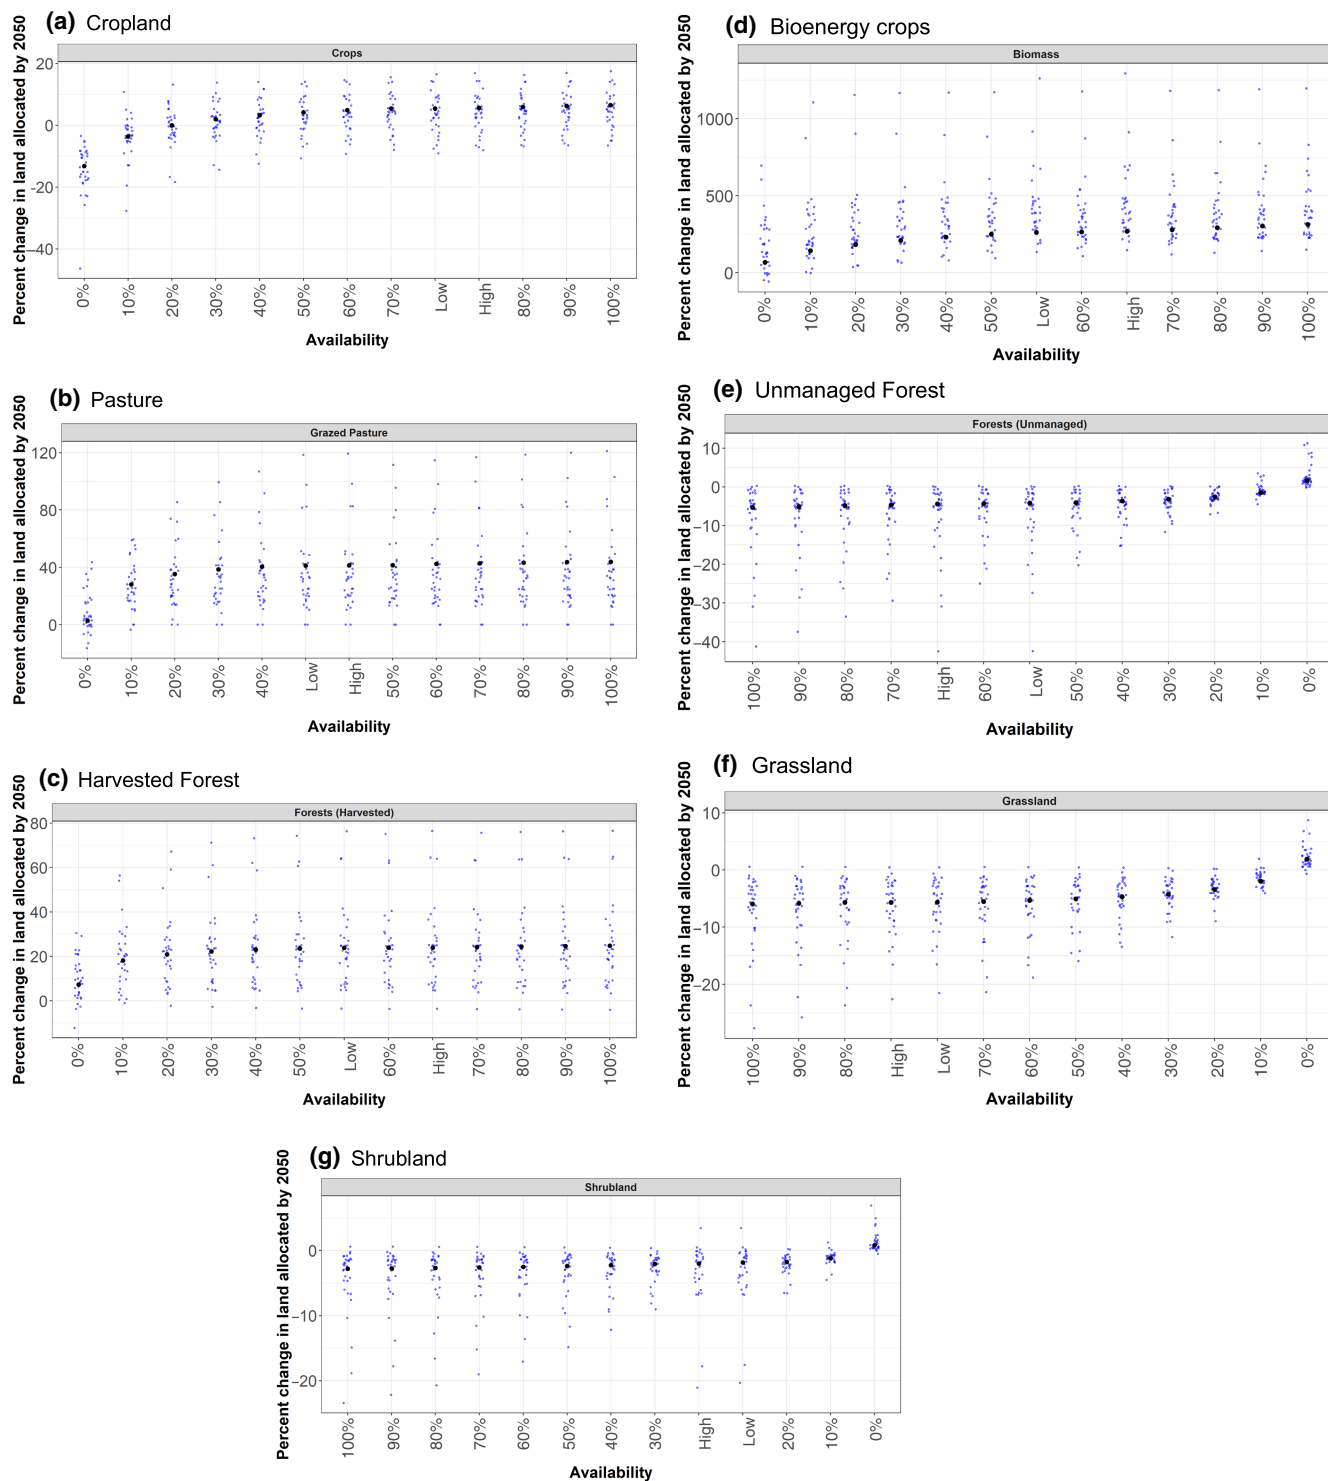 (a) Cropland
Crops
Percent change in land allocated by 2050
20
0
−20
−40
0%
10%
20%
30%
40%
50%
60%
70%
Low
High
80%
90%
100%
Availability
(b) Pasture
Grazed Pasture
Percent change in land allocated by 2050
120
80
40
0
0%
10%
20%
30%
40%
Low
High
50%
60%
70%
80%
90%
100%
Availability
(c) Harvested Forest
Forests (Harvested)
Percent change in land allocated by 2050
80
60
40
20
0
0%
10%
20%
30%
40%
50%
Low
60%
High
70%
80%
90%
100%
Availability
(d) Bioenergy crops
Biomass
Percent change in land allocated by 2050
1000
500
0
0%
10%
20%
30%
40%
50%
Low
60%
High
70%
80%
90%
100%
Availability
(e) Unmanaged Forest
Forests (Unmanaged)
Percent change in land allocated by 2050
10
0
−10
−20
−30
−40
100%
90%
80%
70%
High
60%
Low
50%
40%
30%
20%
10%
0%
Availability
(f) Grassland
Grassland
Percent change in land allocated by 2050
10
0
−10
−20
100%
90%
80%
High
Low
70%
60%
50%
40%
30%
20%
10%
0%
Availability
(g) Shrubland
Shrubland
Percent change in land allocated by 2050
0
−10
−20
100%
90%
80%
70%
60%
50%
40%
30%
High
Low
20%
10%
0%
Availability